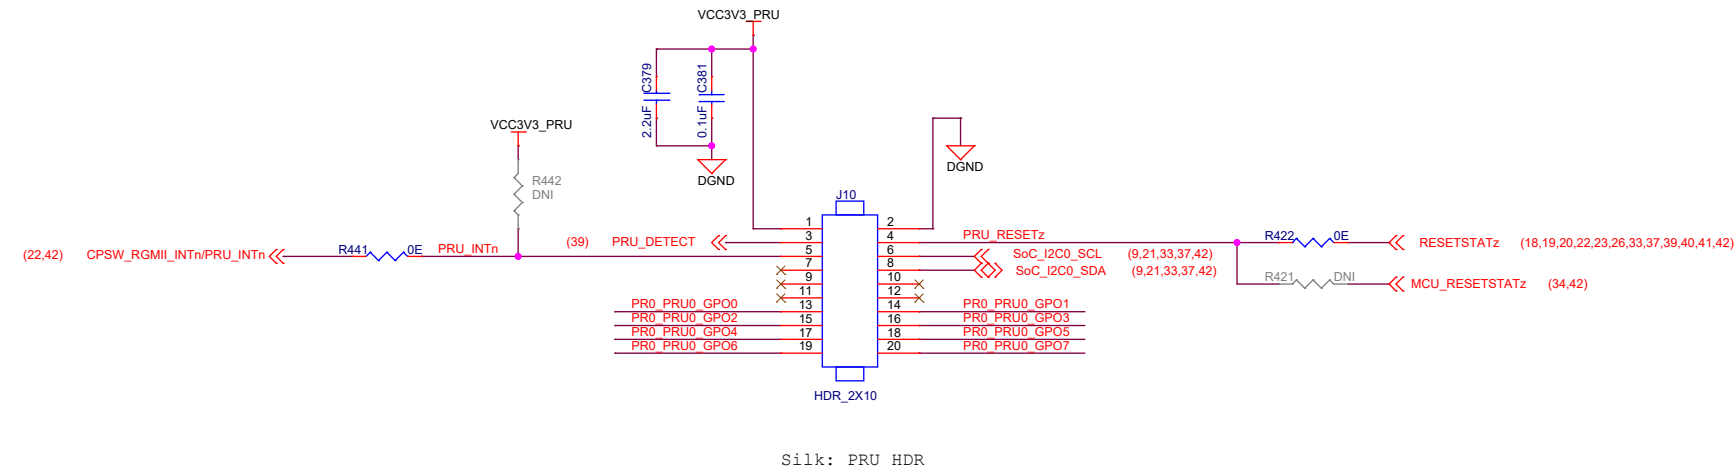 VCC3V3_PRU
C379
C381
2.2uF
0.1uF
VCC3V3_PRU
DGND
DGND
R442
DNI
J10
1
2
(22,42) CPSW_RGMII_INTn/PRU_INTn
R441 0E
PRU_INTn
(39) PRU_DETECT
3
4
PRU_RESETz
R422 0E
RESETSTATz (18,19,20,22,23,26,33,37,39,40,41,42)
5
6
SoC_I2C0_SCL (9,21,33,37,42)
7
8
SoC_I2C0_SDA (9,21,33,37,42)
R421 DNI
MCU_RESETSTATz (34,42)
9
10
11
12
PR0_PRU0_GPO0 13
14 PR0_PRU0_GPO1
PR0_PRU0_GPO2 15
16 PR0_PRU0_GPO3
PR0_PRU0_GPO4 17
18 PR0_PRU0_GPO5
PR0_PRU0_GPO6 19
20 PR0_PRU0_GPO7
HDR_2X10
Silk: PRU HDR